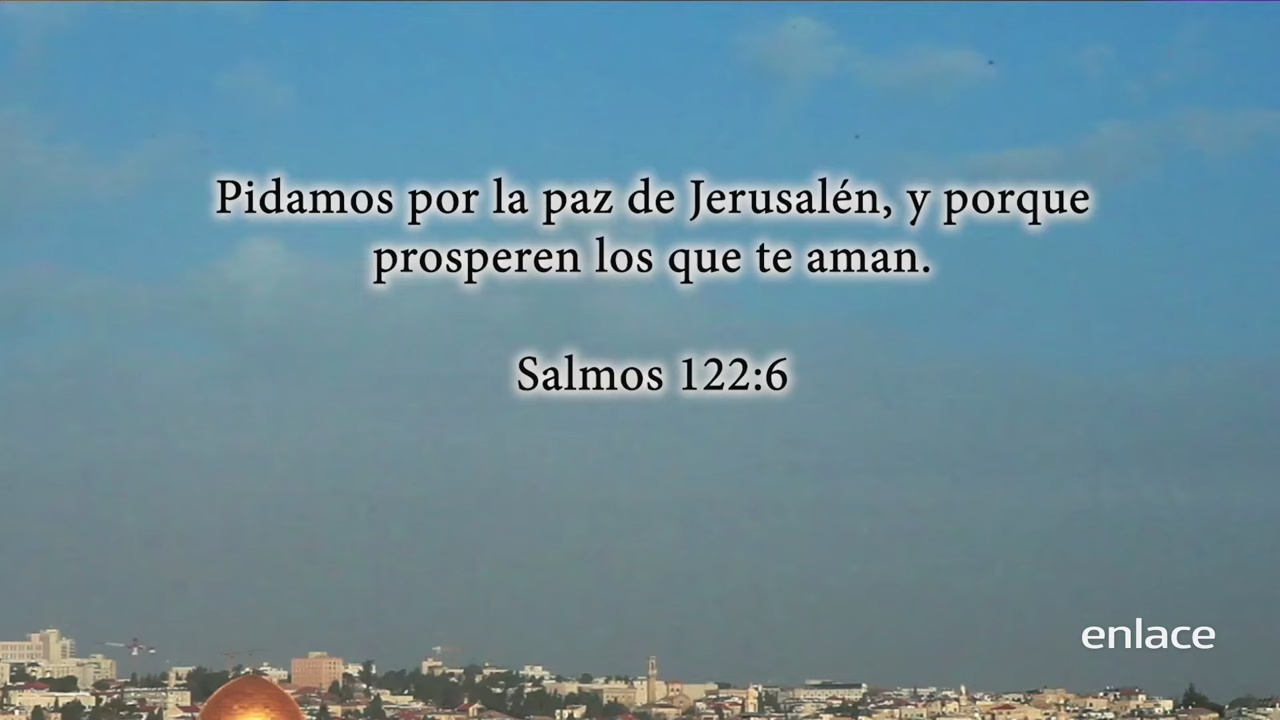 Pidamos por la paz de Jerusalén, y porque
prosperen los que te aman.
Salmos 122:6
enlace